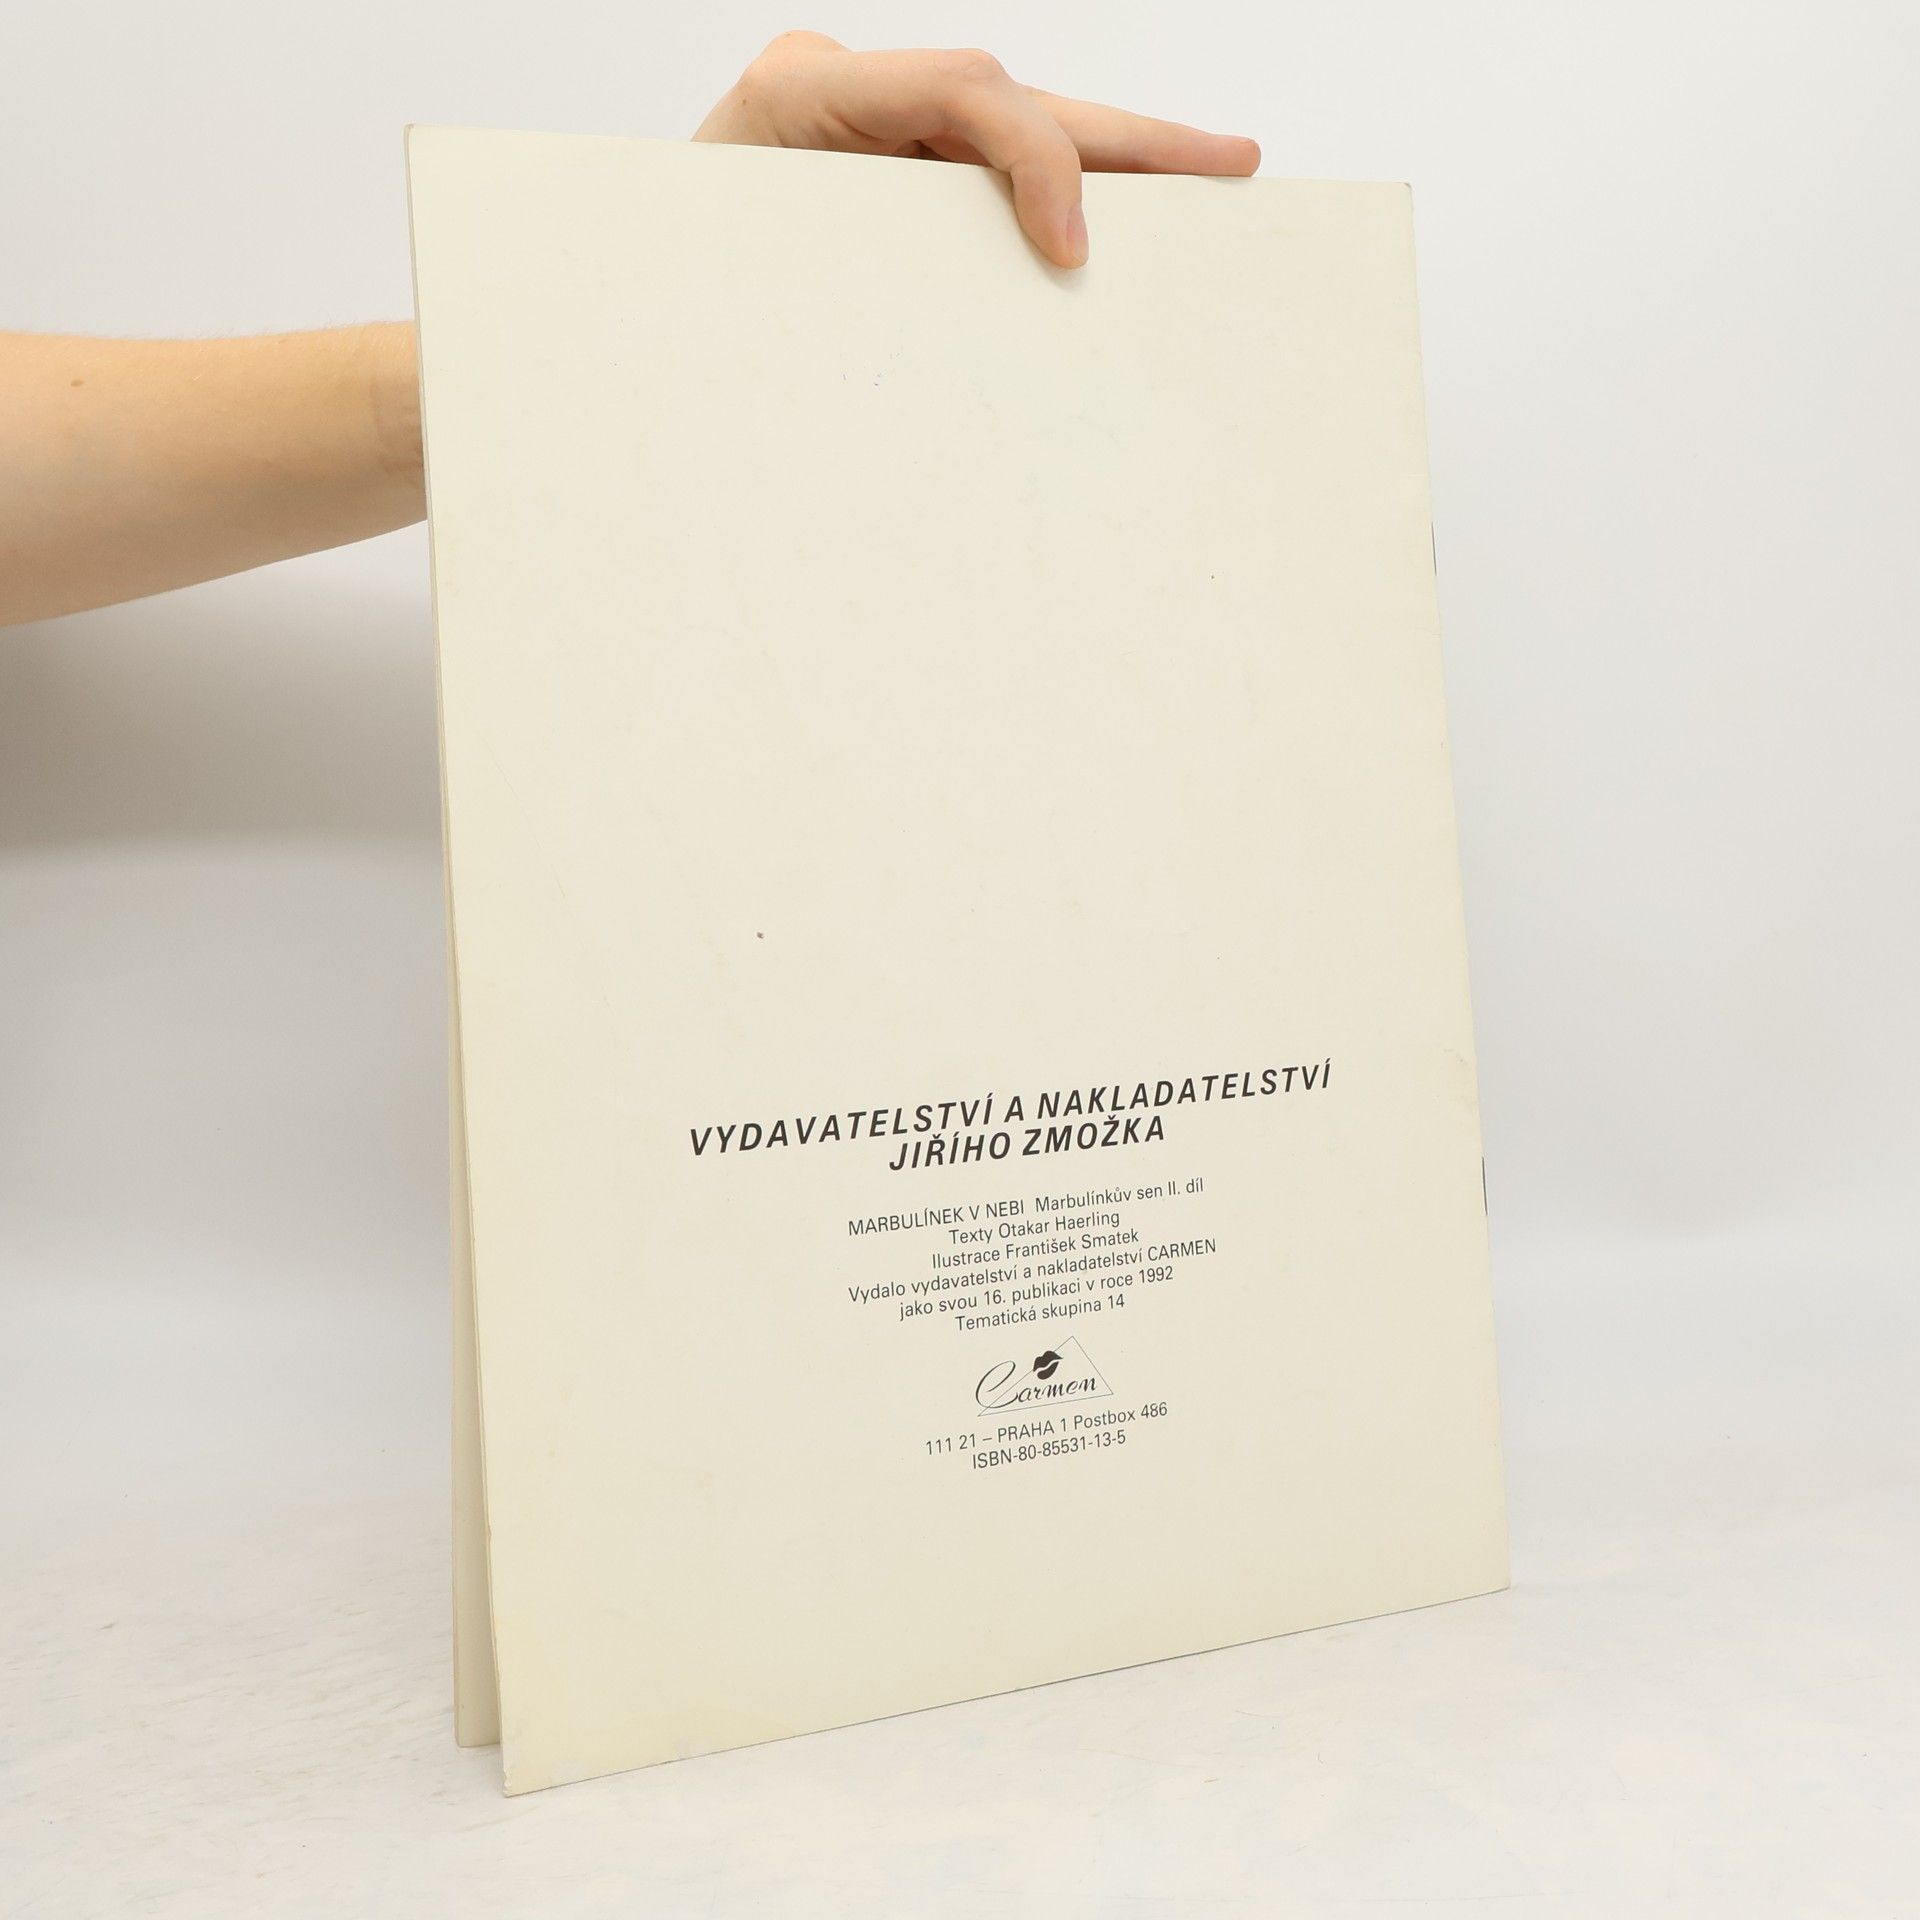 VYDAVATELSTVÍ A NAKLADATELSTVÍ
JIŘÍHO ZMOŽKA
MARBULÍNEK V NEBI Marbulínkův sen II. díl
Texty Otakar Haerling
Ilustrace František Smatek
Vydalo vydavatelství a nakladatelství CARMEN
jako svou 16. publikaci v roce 1992
Tematická skupina 14
Carmen
111 21 – PRAHA 1 Postbox 486
ISBN-80-85531-13-5